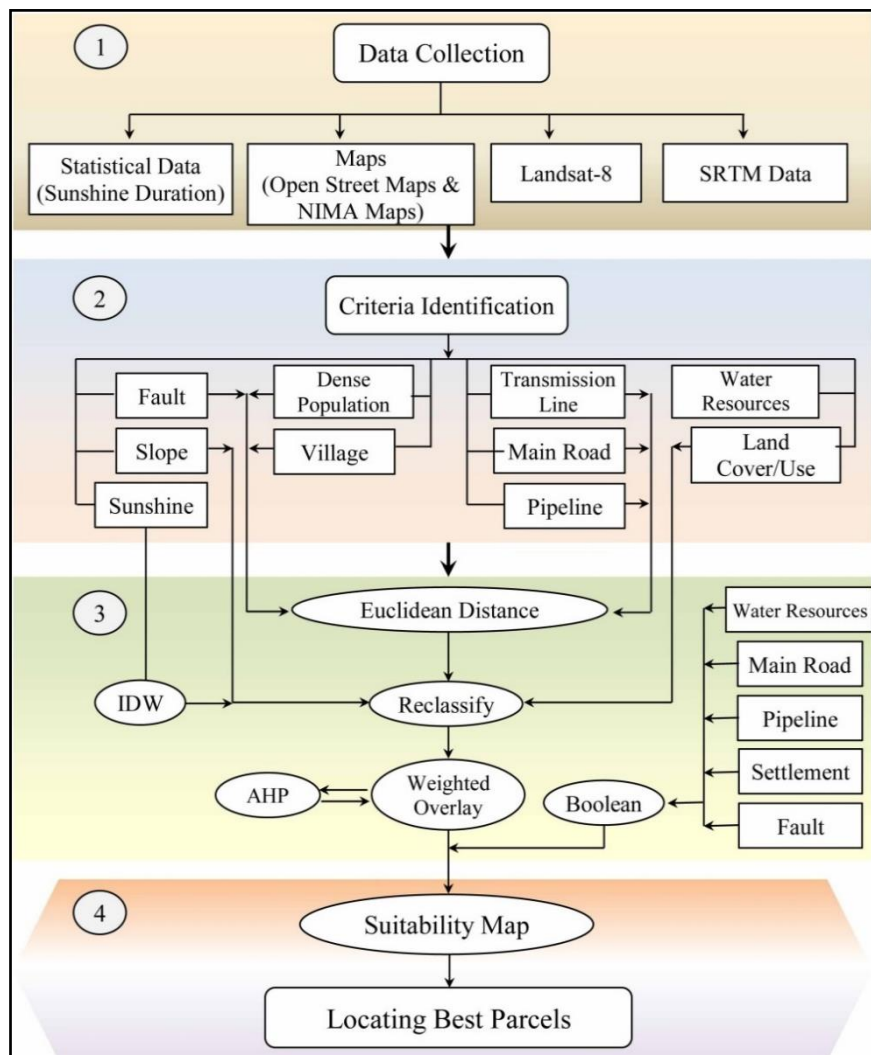 1
Data Collection
Statistical Data
(Sunshine Duration)
Maps
(Open Street Maps &
NIMA Maps)
Landsat-8
SRTM Data
2
Criteria Identification
Fault
Dense
Population
Transmission
Line
Water
Resources
Slope
Village
Main Road
Land
Cover/Use
Sunshine
Pipeline
3
Euclidean Distance
Water Resources
Main Road
IDW
Reclassify
Pipeline
AHP
Weighted
Overlay
Boolean
Settlement
Fault
4
Suitability Map
Locating Best Parcels